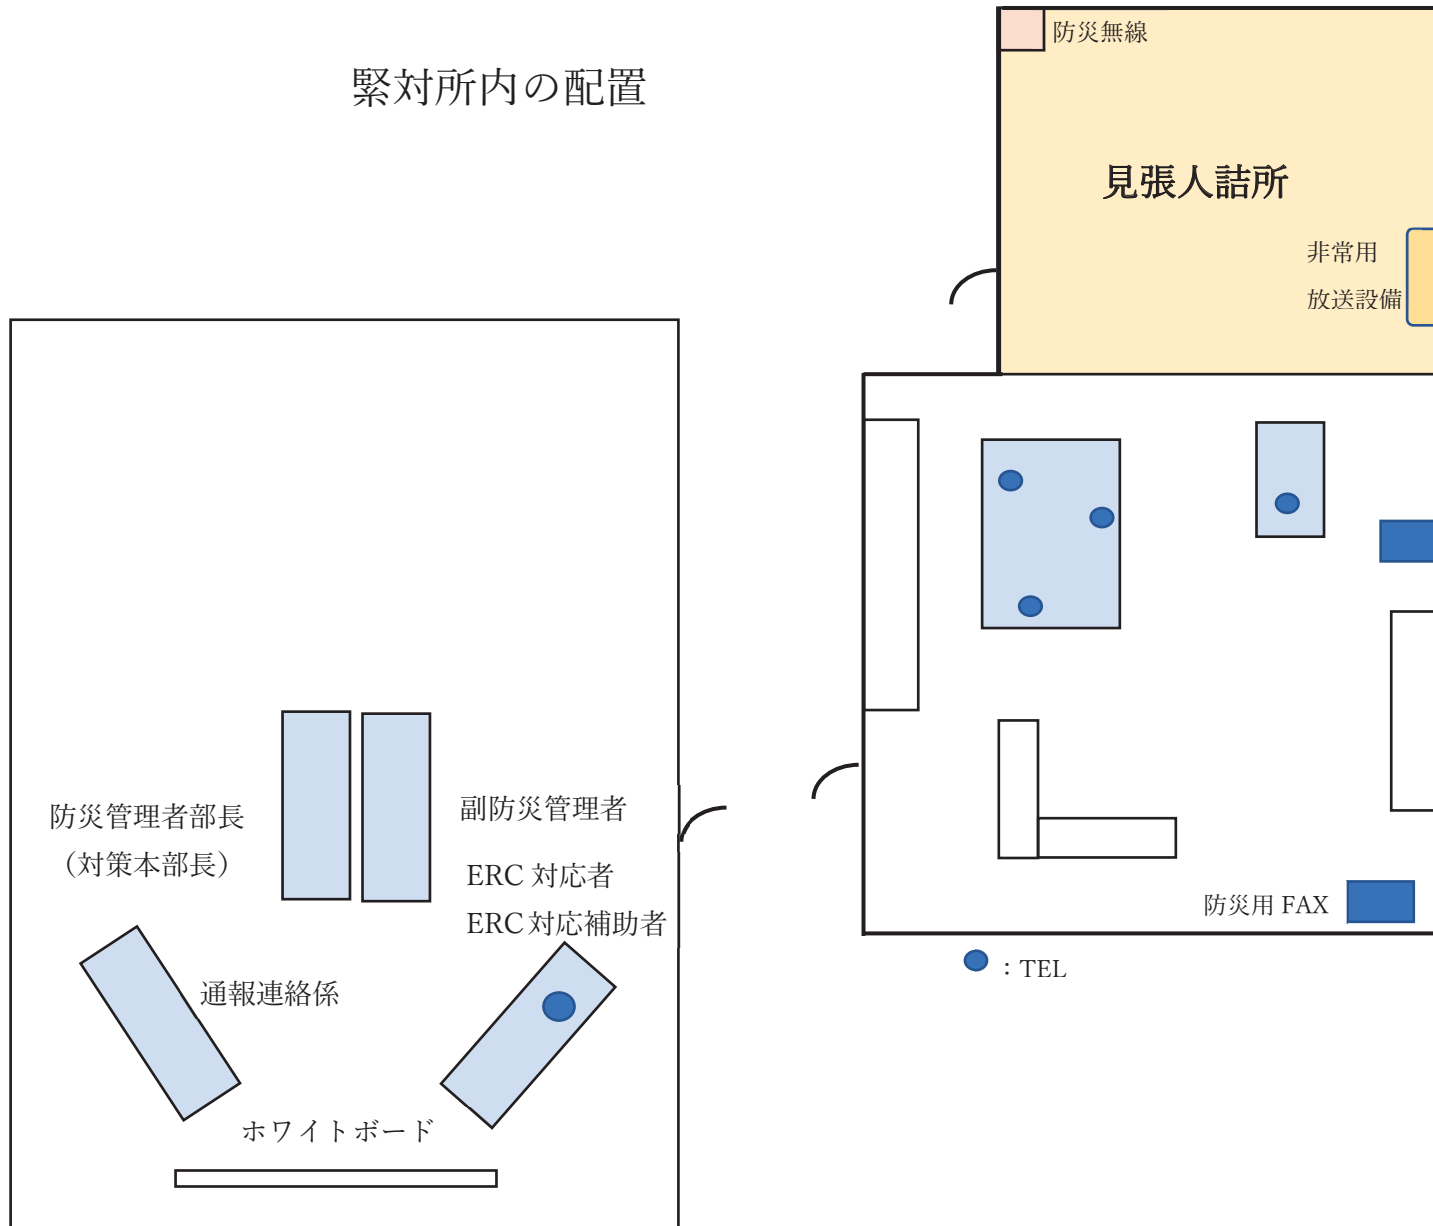 緊対所内の配置
防災無線
見張人詰所
非常用
放送設備
防災管理者部長
（対策本部長）
副防災管理者
ERC 対応者
ERC 対応補助者
通報連絡係
ホワイトボード
防災用 FAX
：TEL